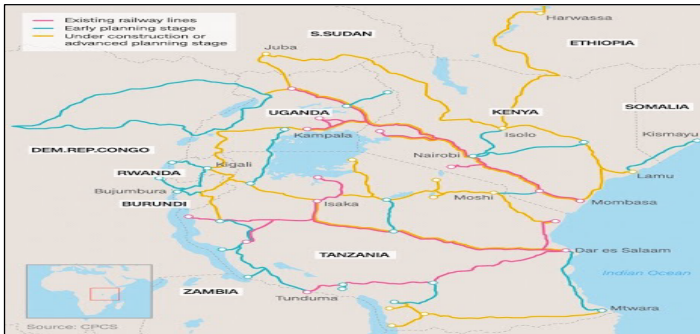 Existing railway lines
Early planning stage
Under construction or
advanced planning stage
Harwassa
S.SUDAN
Juba
ETHIOPIA
UGANDA
KENYA
SOMALIA
Kampala
Isolo
Kismayu
DEM.REP.CONGO
Nairobi
Kigali
RWANDA
Lamu
Bujumbura
Moshi
BURUNDI
Isaka
Mombasa
TANZANIA
Dar es Salaam
Indian Ocean
ZAMBIA
Tunduma
Mtwara
Source: CPCS